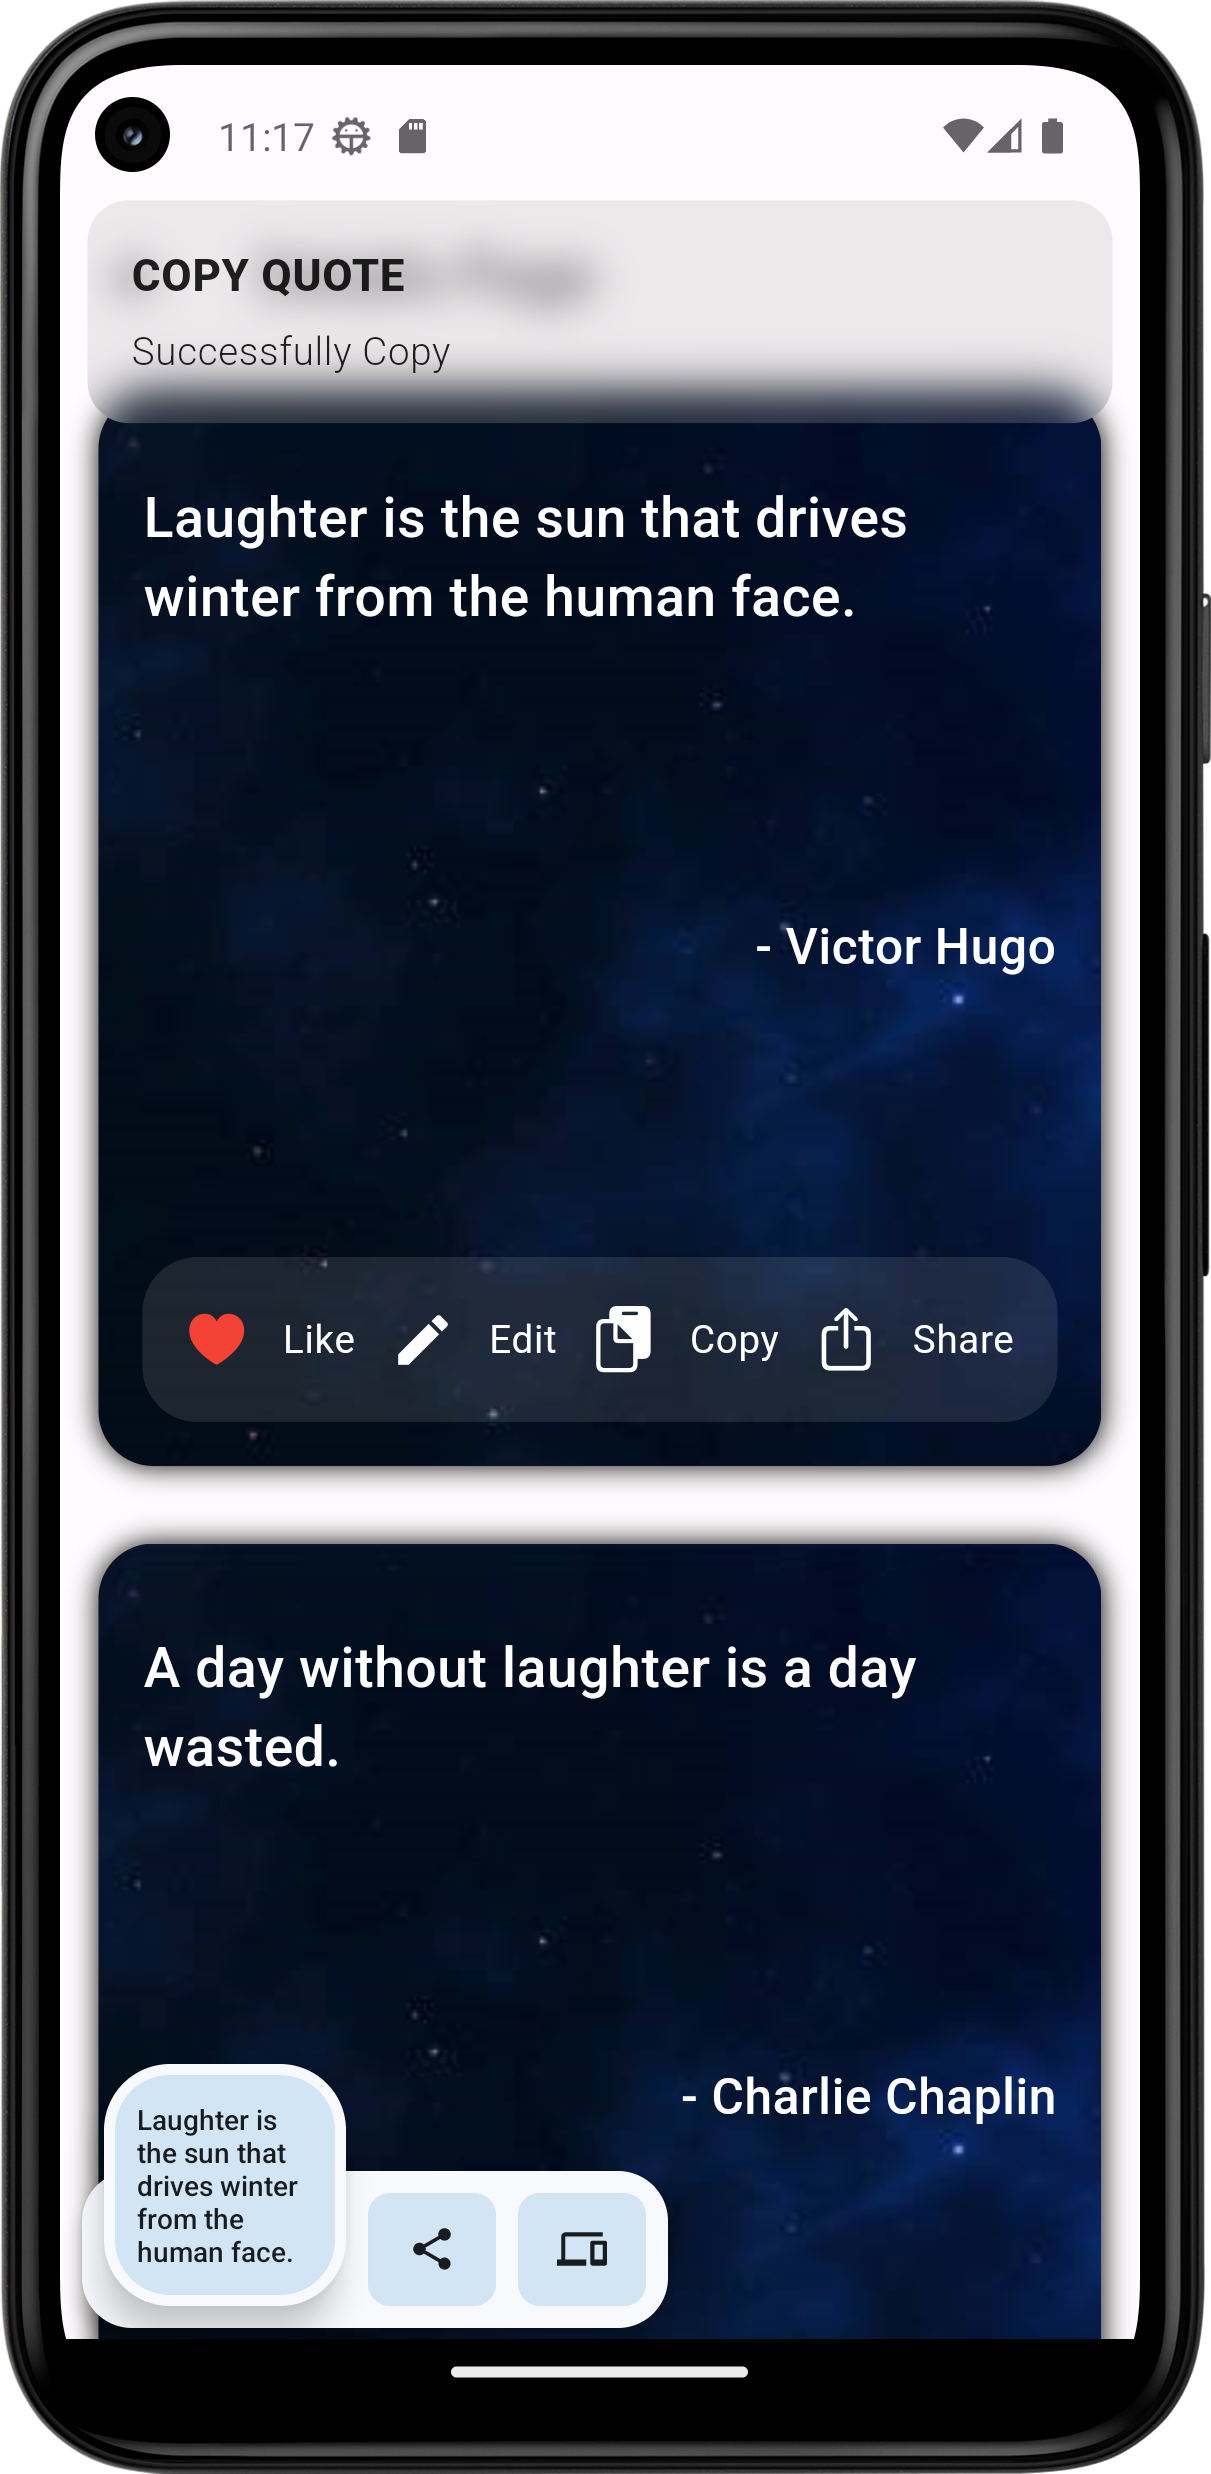 11:17
COPY QUOTE
Successfully Copy
Laughter is the sun that drives
winter from the human face.
- Victor Hugo
Like Edit Copy Share
A day without laughter is a day
wasted.
- Charlie Chaplin
Laughter is
the sun that
drives winter
from the
human face.